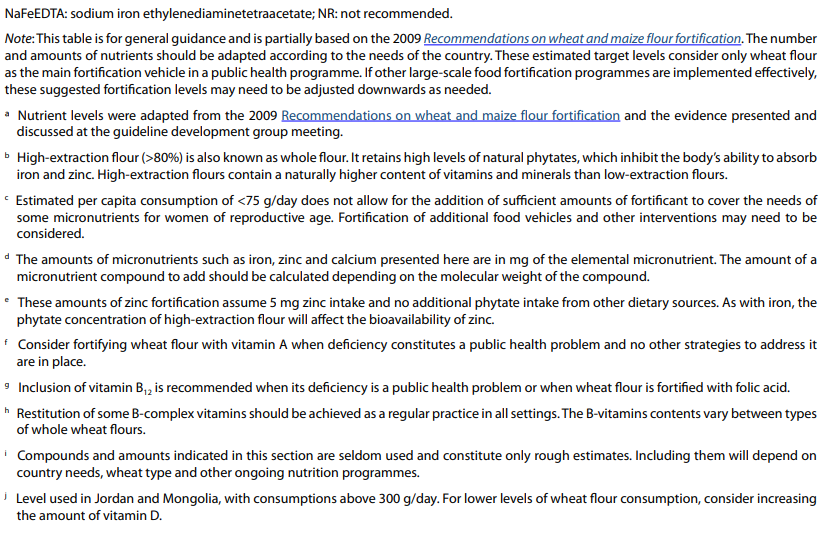 NaFeEDTA: sodium iron ethylenediaminetetraacetate; NR: not recommended.
Note: This table is for general guidance and is partially based on the 2009 Recommendations on wheat and maize flour fortification. The number
and amounts of nutrients should be adapted according to the needs of the country. These estimated target levels consider only wheat flour
as the main fortification vehicle in a public health programme. If other large-scale food fortification programmes are implemented effectively,
these suggested fortification levels may need to be adjusted downwards as needed.
a Nutrient levels were adapted from the 2009 Recommendations on wheat and maize flour fortification and the evidence presented and
discussed at the guideline development group meeting.
b High-extraction flour (>80%) is also known as whole flour. It retains high levels of natural phytates, which inhibit the body's ability to absorb
iron and zinc. High-extraction flours contain a naturally higher content of vitamins and minerals than low-extraction flours.
c Estimated per capita consumption of <75 g/day does not allow for the addition of sufficient amounts of fortificant to cover the needs of
some micronutrients for women of reproductive age. Fortification of additional food vehicles and other interventions may need to be
considered.
d The amounts of micronutrients such as iron, zinc and calcium presented here are in mg of the elemental micronutrient. The amount of a
micronutrient compound to add should be calculated depending on the molecular weight of the compound.
e These amounts of zinc fortification assume 5 mg zinc intake and no additional phytate intake from other dietary sources. As with iron, the
phytate concentration of high-extraction flour will affect the bioavailability of zinc.
f Consider fortifying wheat flour with vitamin A when deficiency constitutes a public health problem and no other strategies to address it
are in place.
g Inclusion of vitamin B12 is recommended when its deficiency is a public health problem or when wheat flour is fortified with folic acid.
h Restitution of some B-complex vitamins should be achieved as a regular practice in all settings. The B-vitamins contents vary between types
of whole wheat flours.
i Compounds and amounts indicated in this section are seldom used and constitute only rough estimates. Including them will depend on
country needs, wheat type and other ongoing nutrition programmes.
j Level used in Jordan and Mongolia, with consumptions above 300 g/day. For lower levels of wheat flour consumption, consider increasing
the amount of vitamin D.